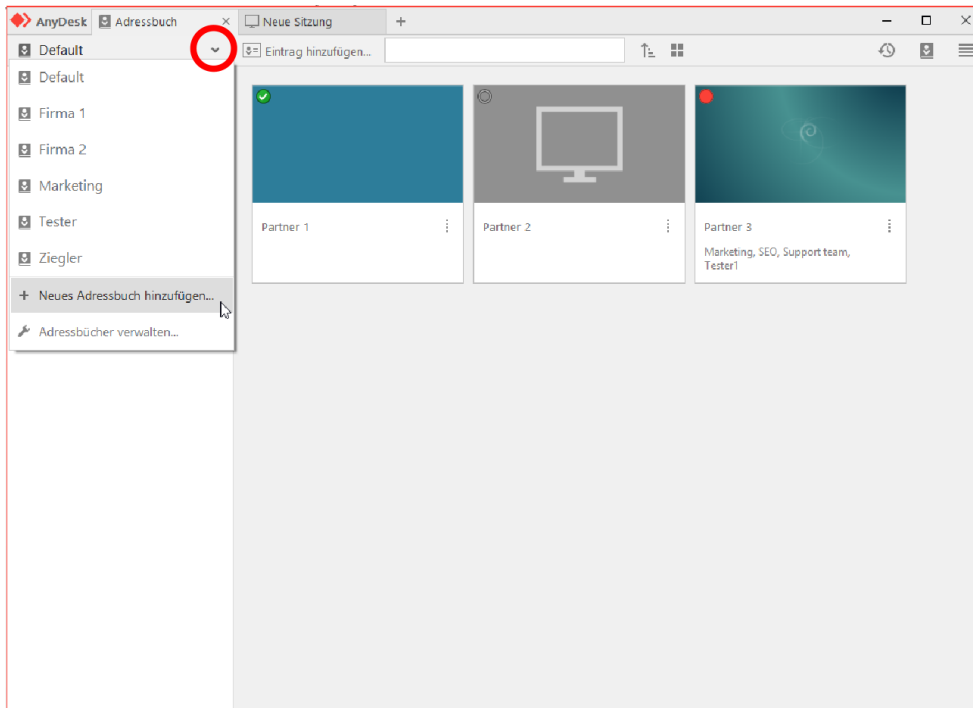 AnyDesk
Adressbuch
Neue Sitzung
Default
Eintrag hinzufügen...
Default
Firma 1
Firma 2
Marketing
Tester
Ziegler
Neues Adressbuch hinzufügen...
Adressbücher verwalten...
Partner 1
Partner 2
Partner 3
Marketing, SEO, Support team,
Tester1